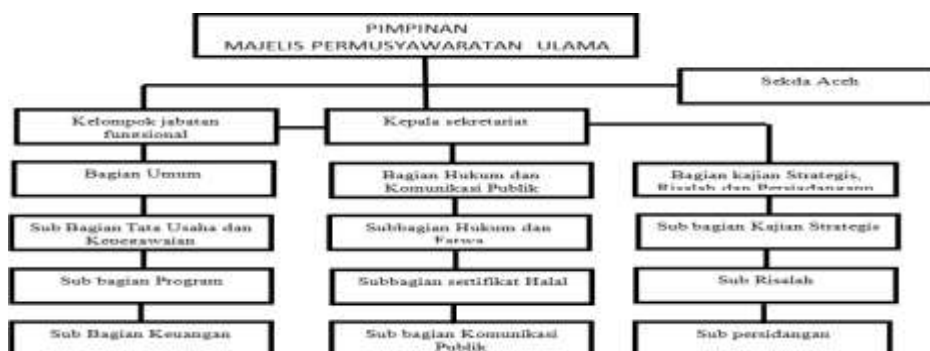 PIMPINAN
MAJELIS PERMUSYAWARATAN ULAMA
Sekda Aceh
Kelompok jabatan
fungsional
Kepala sekretariat
Bagian Umum
Bagian Hukum dan
Komunikasi Publik
Bagian kajian Strategis,
Risalah dan
Sub Bagian Tata Usaha dan
Kepegawaian
Subbagian Hukum dan
Fatwa
Sub bagian Kajian Strategis
Sub bagian Program
Subbagian sertifikat Halal
Sub Risalah
Sub Bagian Keuangan
Sub bagian Komunikasi
Publik
Sub persidangan